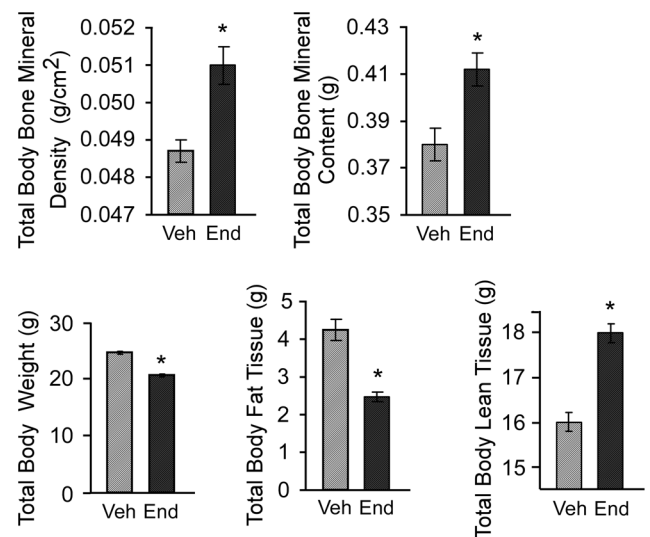 Total Body Bone Mineral
Density (g/cm²)
0.052
0.051
0.050
0.049
0.048
0.047
*
Veh End
Total Body Bone Mineral
Content (g)
0.43
0.41
0.39
0.37
0.35
*
Veh End
Total Body Weight (g)
30
20
10
0
*
Veh End
Total Body Fat Tissue (g)
5
4
3
2
1
0
*
Veh End
Total Body Lean Tissue (g)
18
17
16
15
*
Veh End